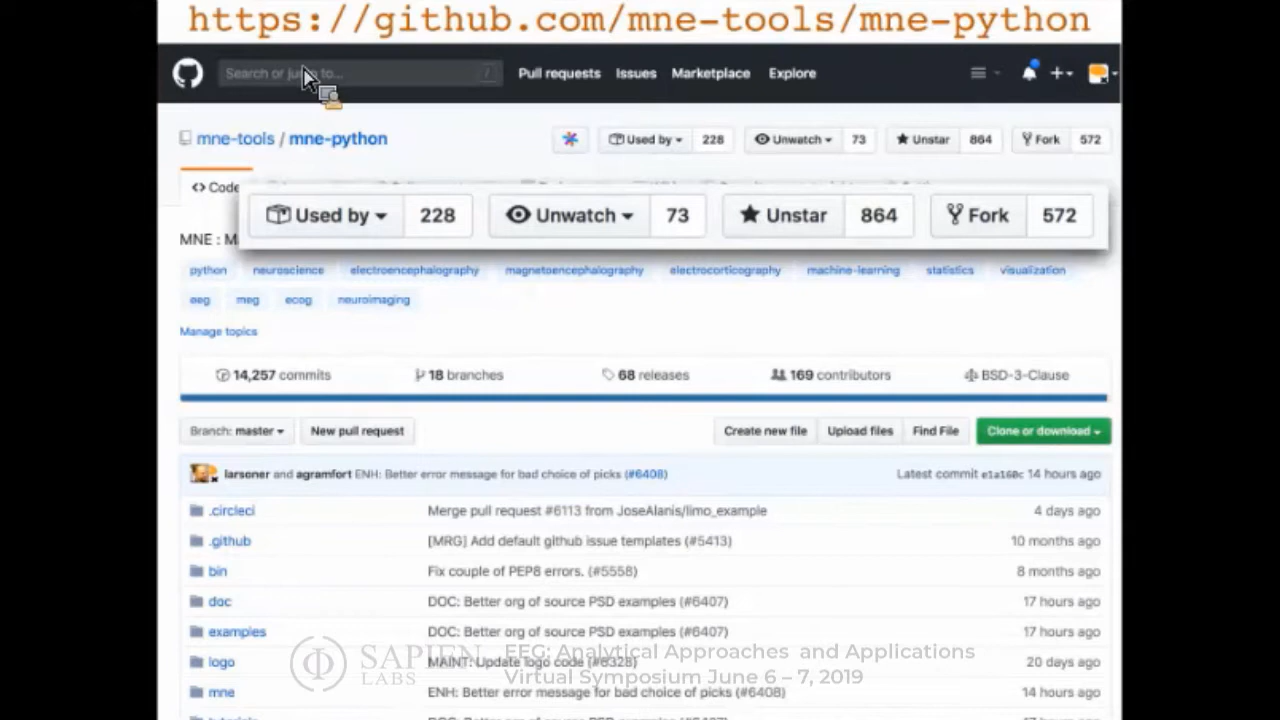 https://github.com/mne-tools/mne-python
Search or jump to... /
Pull requests Issues Marketplace Explore
mne-tools / mne-python
Used by 228 Unwatch 73 Unstar 864 Fork 572
<> Code
Used by 228 Unwatch 73 Unstar 864 Fork 572
MNE : M
python neuroscience electroencephalography magnetoencephalography electrocorticography machine-learning statistics visualization
eeg meg ecog neuroimaging
Manage topics
14,257 commits 18 branches 68 releases 169 contributors BSD-3-Clause
Branch: master New pull request Create new file Upload files Find File Clone or download
larsoner and agramfort ENH: Better error message for bad choice of picks (#6408) Latest commit e1a160c 14 hours ago
.circleci Merge pull request #6113 from JoseAlanis/limo_example 4 days ago
.github [MRG] Add default github issue templates (#5413) 10 months ago
bin Fix couple of PEP8 errors. (#5558) 8 months ago
doc DOC: Better org of source PSD examples (#6407) 17 hours ago
examples DOC: Better org of source PSD examples (#6407) 17 hours ago
logo MAINT: Update logo code (#6328) 20 days ago
SAPIEN LABS
EEG: Analytical Approaches and Applications
Virtual Symposium June 6 – 7, 2019
mne ENH: Better error message for bad choice of picks (#6408) 14 hours ago